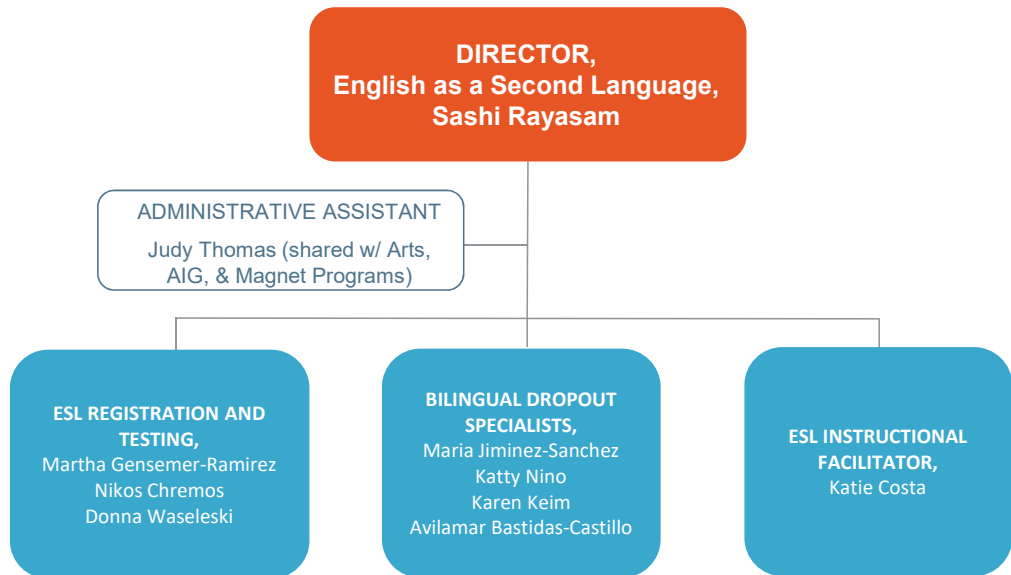 DIRECTOR,
English as a Second Language,
Sashi Rayasam
ADMINISTRATIVE ASSISTANT
Judy Thomas (shared w/ Arts,
AIG, & Magnet Programs)
ESL REGISTRATION AND
TESTING,
Martha Gensemer-Ramirez
Nikos Chremos
Donna Waseleski
BILINGUAL DROPOUT
SPECIALISTS,
Maria Jiminez-Sanchez
Katty Nino
Karen Keim
Avilamar Bastidas-Castillo
ESL INSTRUCTIONAL
FACILITATOR,
Katie Costa